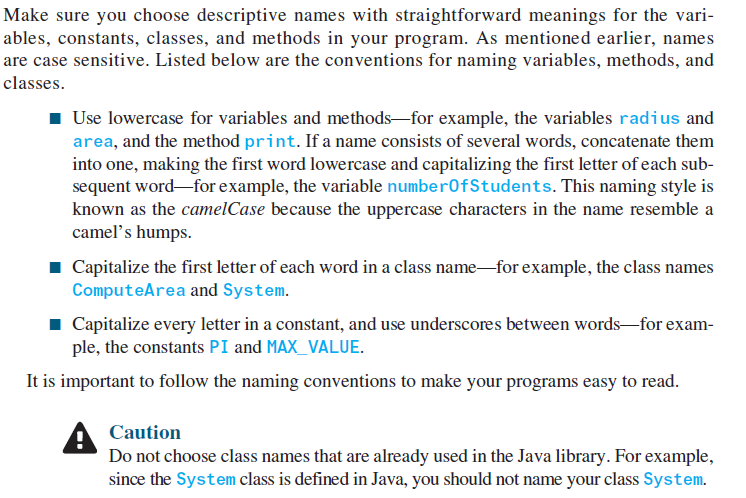 Make sure you choose descriptive names with straightforward meanings for the vari-
ables, constants, classes, and methods in your program. As mentioned earlier, names
are case sensitive. Listed below are the conventions for naming variables, methods, and
classes.
■ Use lowercase for variables and methods—for example, the variables radius and
area, and the method print. If a name consists of several words, concatenate them
into one, making the first word lowercase and capitalizing the first letter of each sub-
sequent word—for example, the variable numberOfStudents. This naming style is
known as the camelCase because the uppercase characters in the name resemble a
camel's humps.
■ Capitalize the first letter of each word in a class name—for example, the class names
ComputeArea and System.
■ Capitalize every letter in a constant, and use underscores between words—for exam-
ple, the constants PI and MAX_VALUE.
It is important to follow the naming conventions to make your programs easy to read.
Caution
Do not choose class names that are already used in the Java library. For example,
since the System class is defined in Java, you should not name your class System.